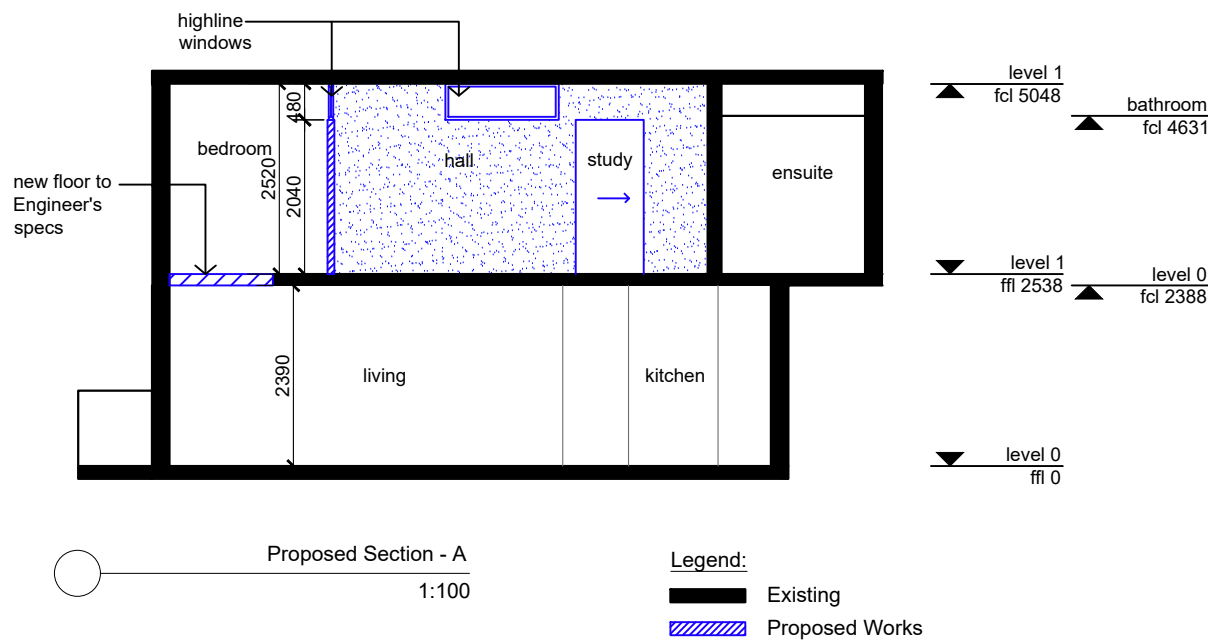 highline
windows
level 1
fcl 5048
bathroom
fcl 4631
480
bedroom
hall
study
ensuite
2520
2040
new floor to
Engineer's
specs
level 1
ffl 2538
level 0
fcl 2388
2390
living
kitchen
level 0
ffl 0
Proposed Section - A
1:100
Legend:
Existing
Proposed Works